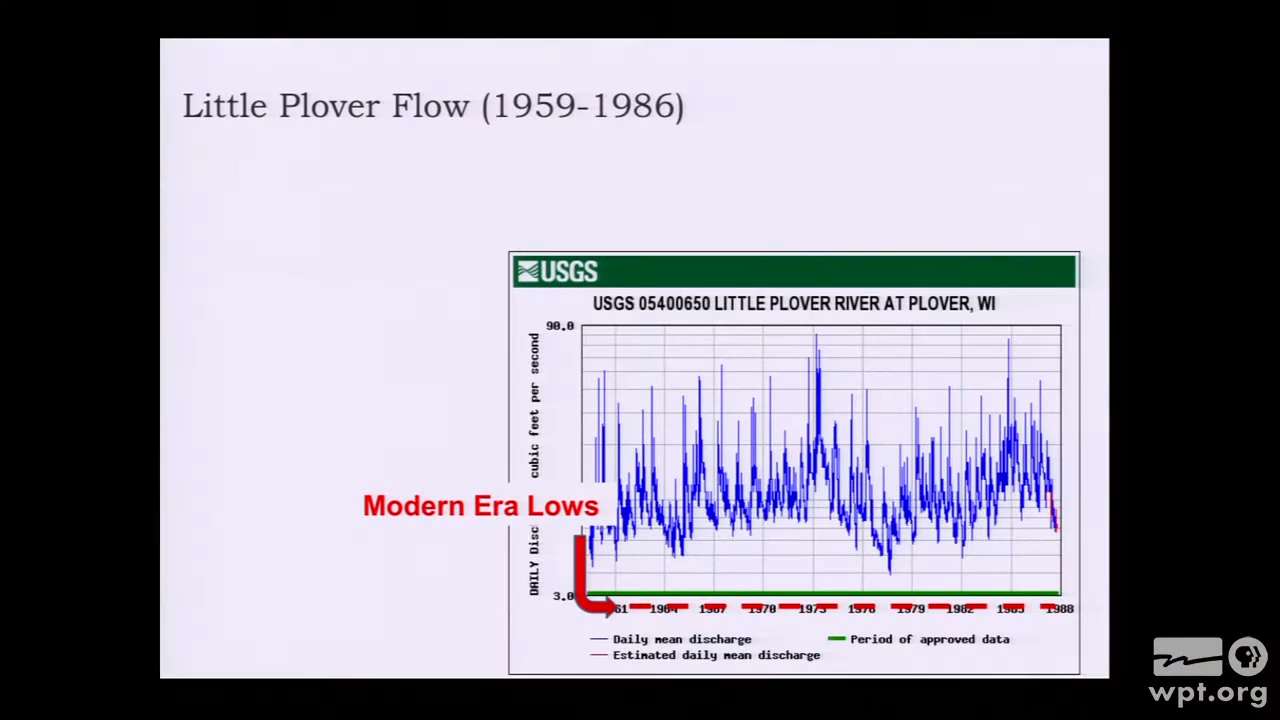 Little Plover Flow (1959-1986)
USGS
USGS 05400650 LITTLE PLOVER RIVER AT PLOVER, WI
90.0
DAILY Disc
cubic feet per second
Modern Era Lows
3.0
61 1964 1967 1970 1973 1976 1979 1982 1985 1988
Daily mean discharge
Period of approved data
Estimated daily mean discharge
wpt.org